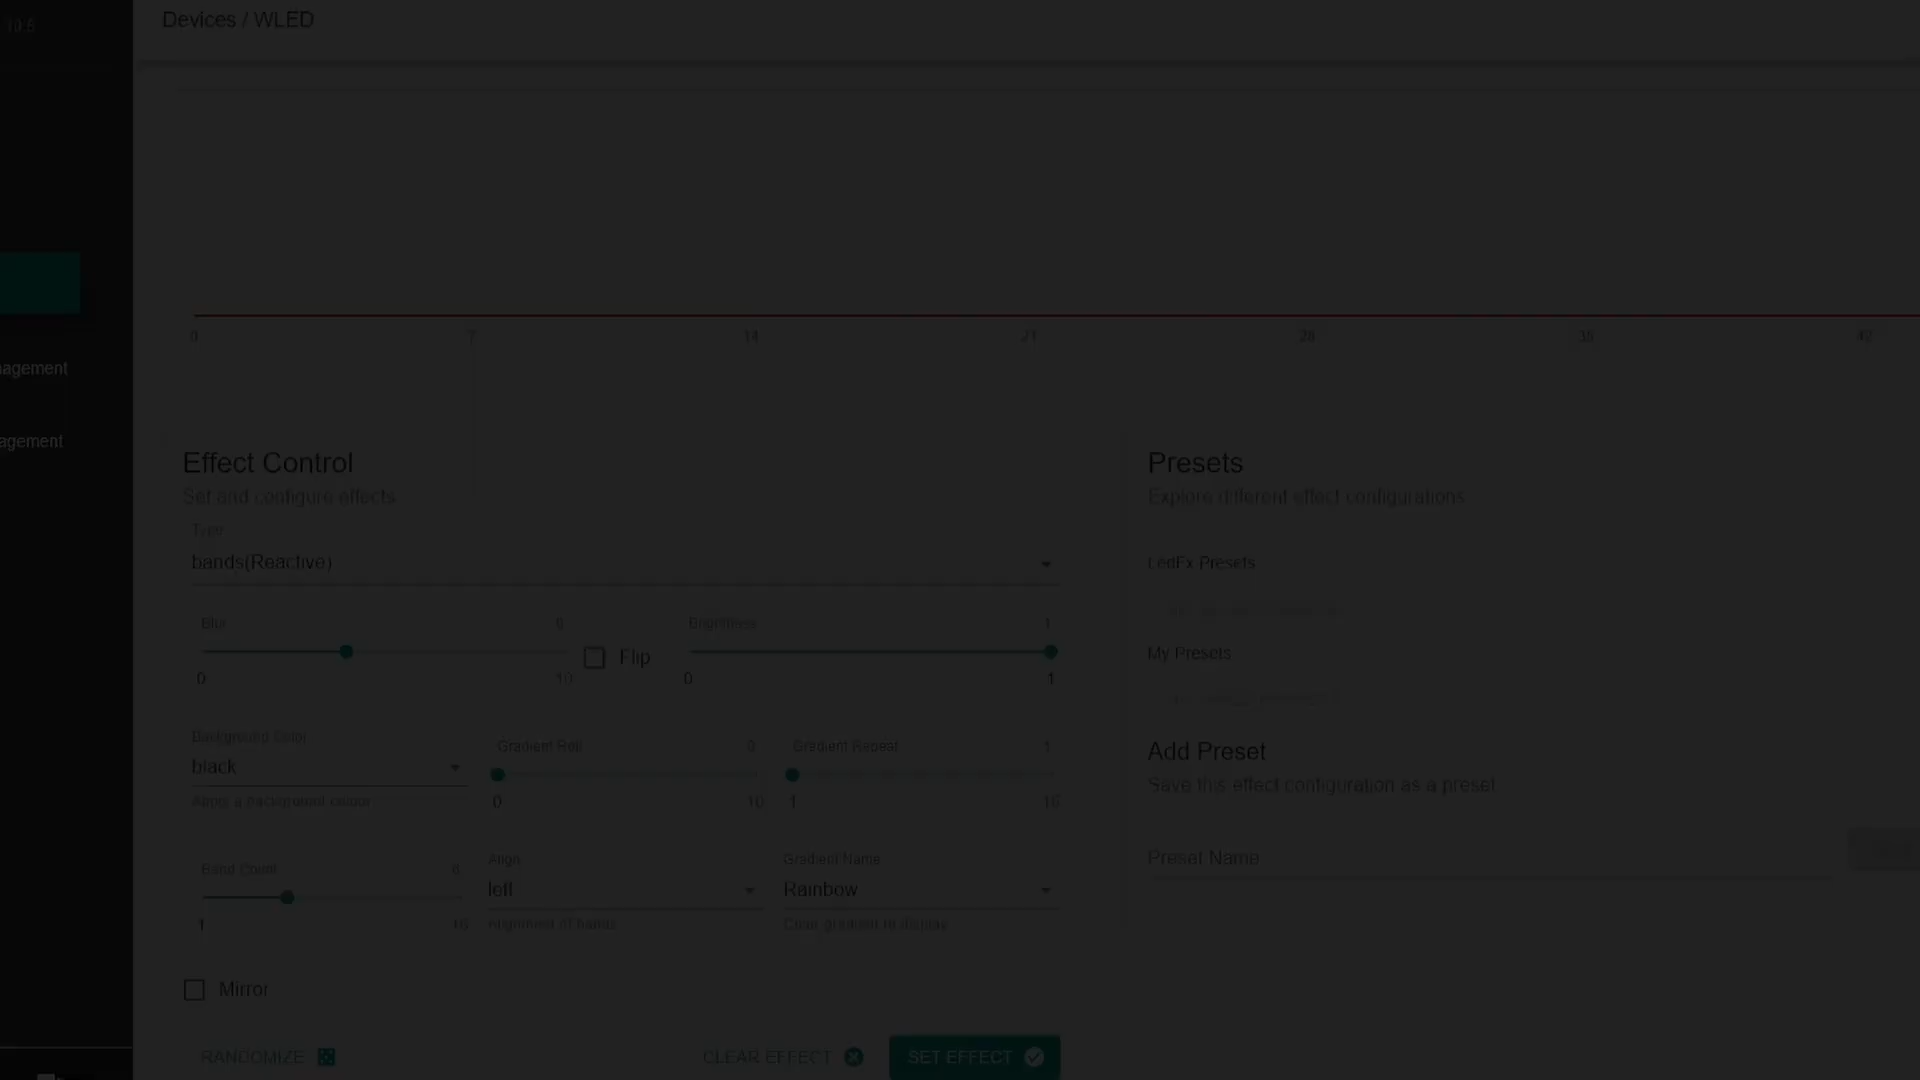 Devices / WLED
0 7 14 21 28 35 42
agement
agement
Effect Control
Set and configure effects
Type
bands(Reactive)
Blur
Flip
Brightness 1
0 10
0 1
Background Color
black
Apply a background colour
Gradient Roll 0
0 10
Gradient Repeat 1
1 16
Band Count 6
1 16
Align
left
Alignment of bands
Gradient Name
Rainbow
Color gradient to display
Mirror
RANDOMIZE
CLEAR EFFECT
SET EFFECT
Presets
Explore different effect configurations
LedFx Presets
My Presets
Add Preset
Save this effect configuration as a preset
Preset Name